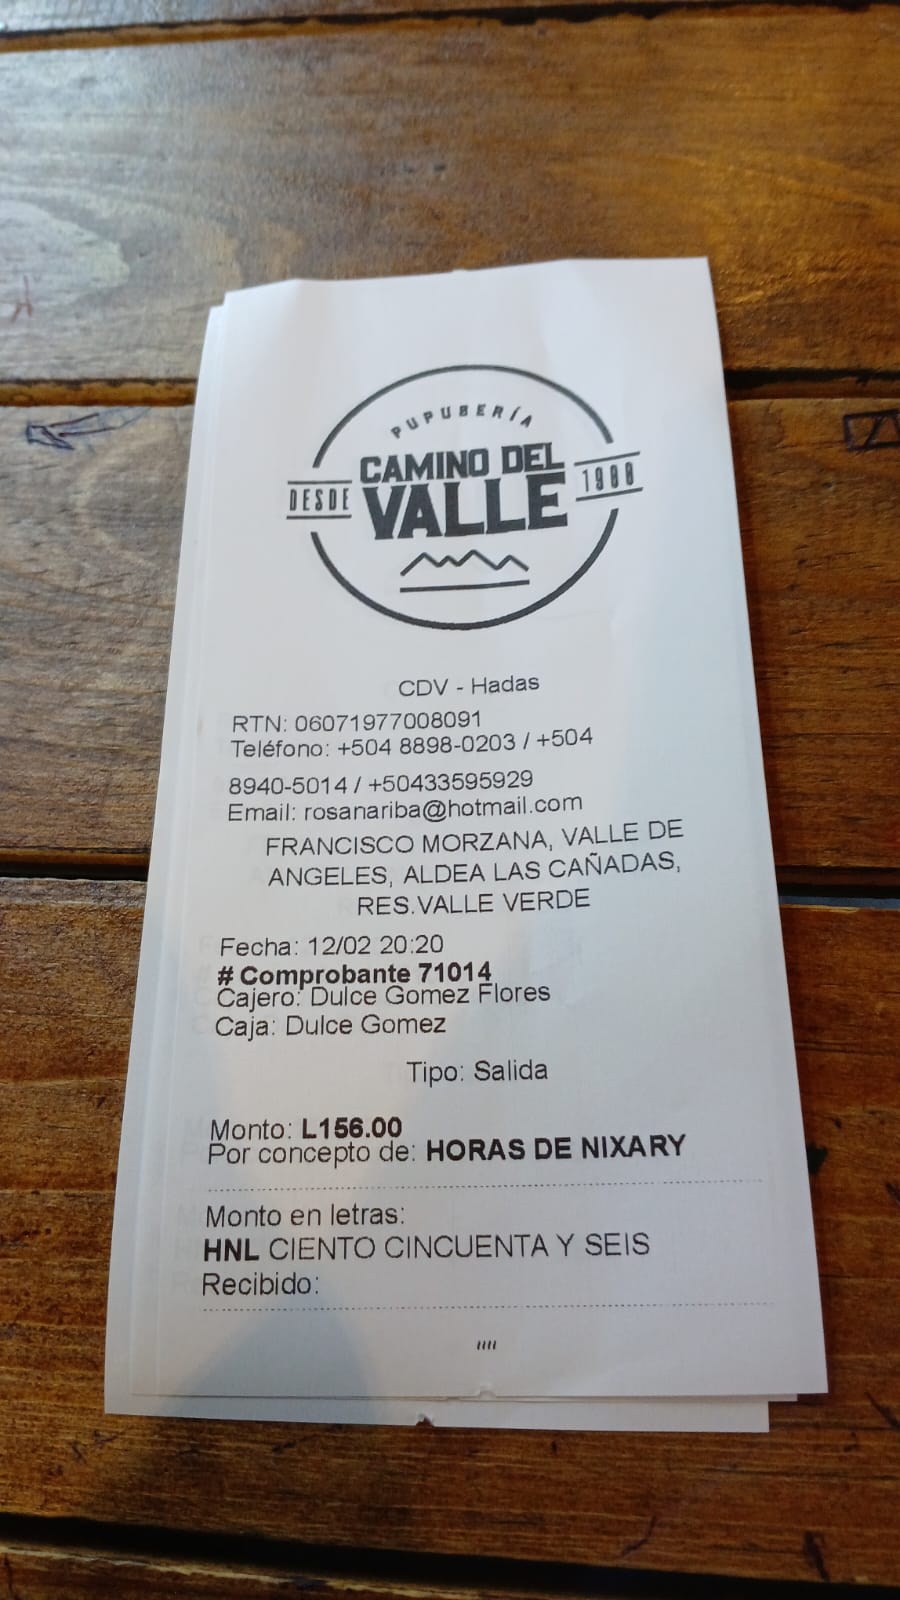 PUPUSERÍA
CAMINO DEL
DESDE VALLE 1988
CDV - Hadas
RTN: 06071977008091
Teléfono: +504 8898-0203 / +504
8940-5014 / +50433595929
Email: rosanariba@hotmail.com
FRANCISCO MORZANA, VALLE DE
ANGELES, ALDEA LAS CAÑADAS,
RES.VALLE VERDE
Fecha: 12/02 20:20
# Comprobante 71014
Cajero: Dulce Gomez Flores
Caja: Dulce Gomez
Tipo: Salida
Monto: L156.00
Por concepto de: HORAS DE NIXARY
Monto en letras:
HNL CIENTO CINCUENTA Y SEIS
Recibido:
""